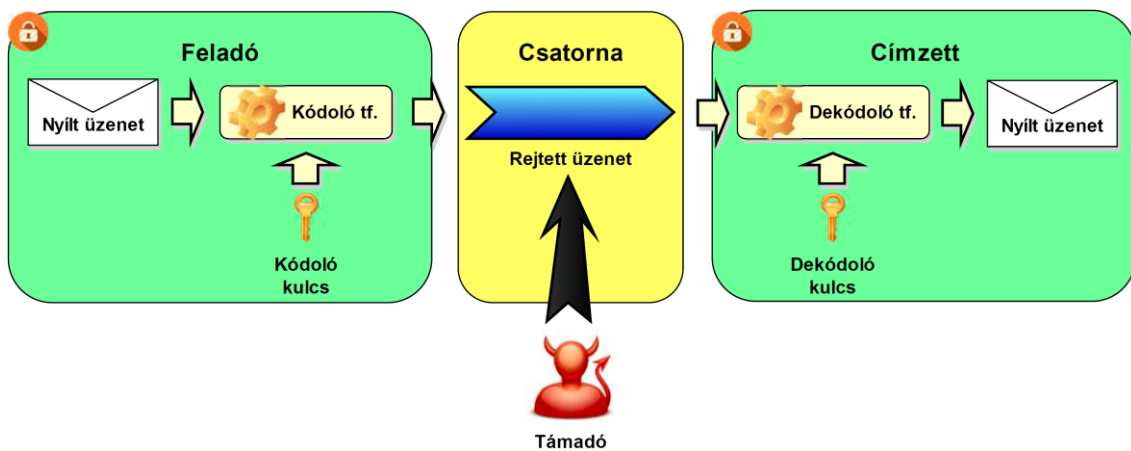 Feladó
Nyílt üzenet
Kódoló tf.
Kódoló
kulcs
Csatorna
Rejtett üzenet
Támadó
Címzett
Dekódoló tf.
Nyílt üzenet
Dekódoló
kulcs